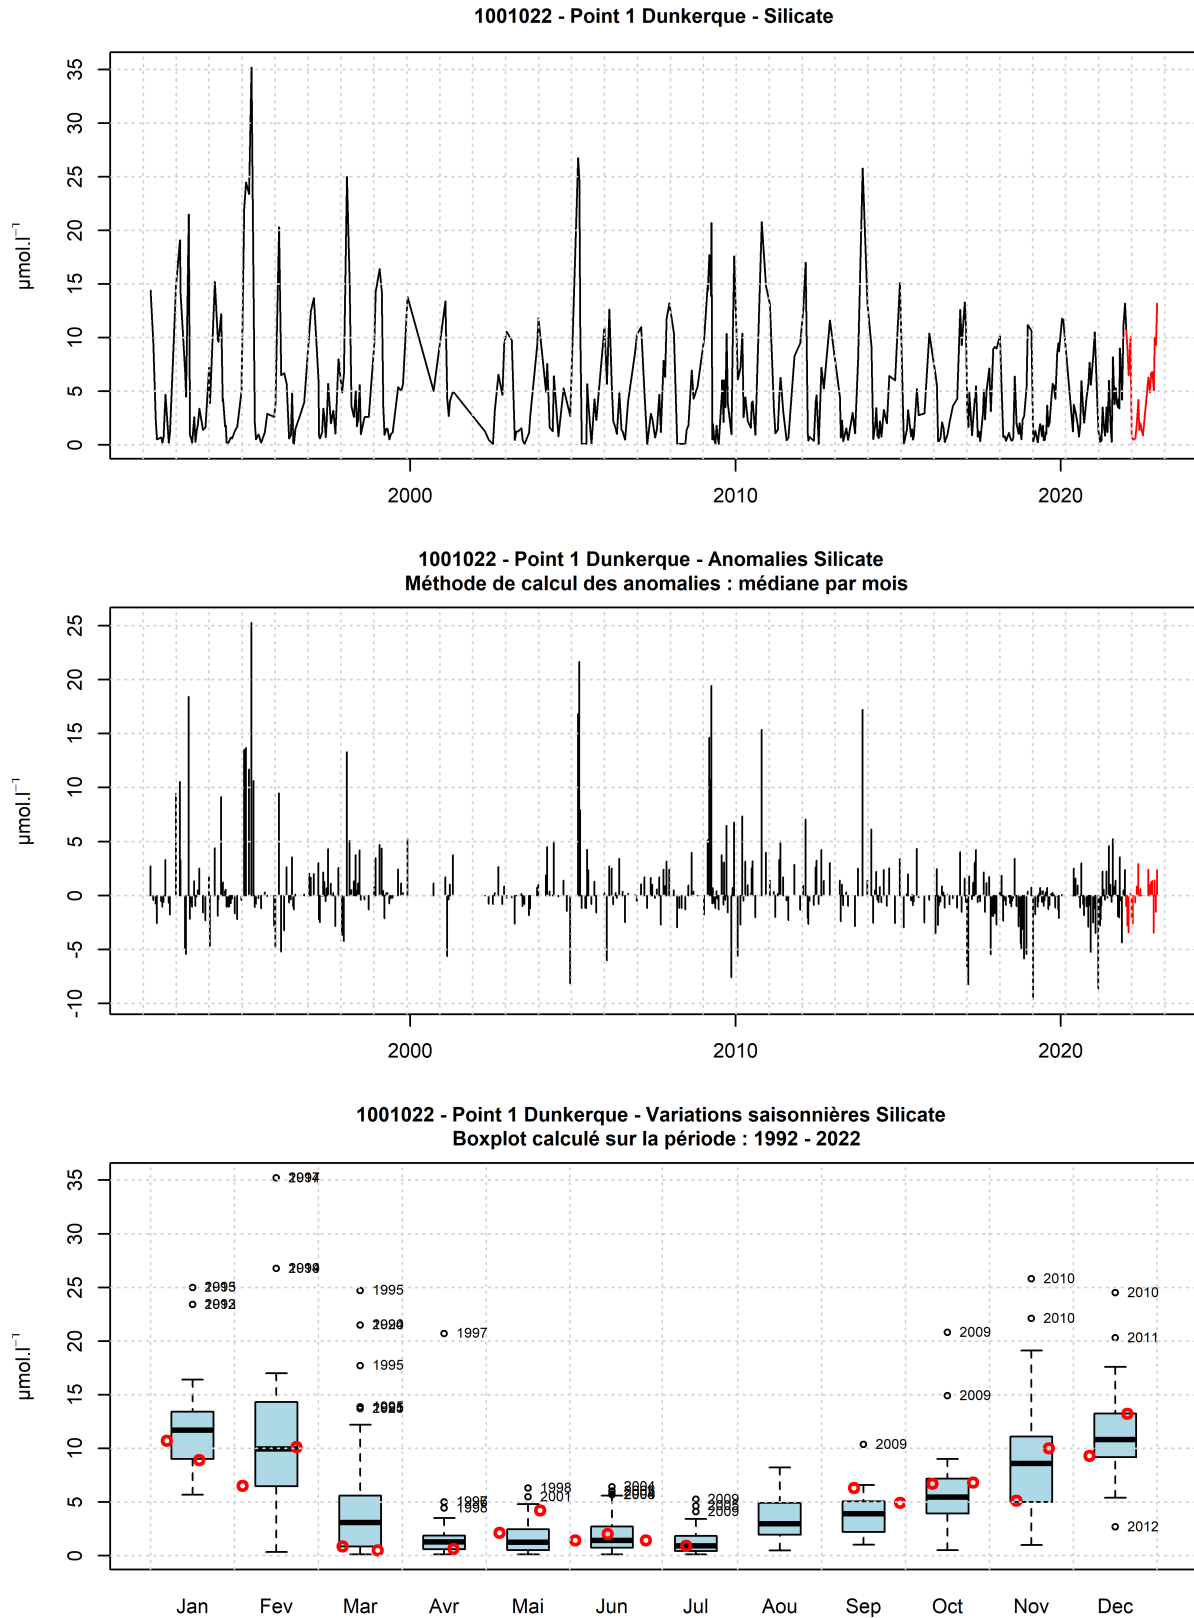 1001022 - Point 1 Dunkerque - Silicate
35
30
25
20
15
10
5
0
µmol.l⁻¹
2000
2010
2020
1001022 - Point 1 Dunkerque - Anomalies Silicate
Méthode de calcul des anomalies : médiane par mois
25
20
15
10
5
0
-5
-10
µmol.l⁻¹
2000
2010
2020
1001022 - Point 1 Dunkerque - Variations saisonnières Silicate
Boxplot calculé sur la période : 1992 - 2022
35
30
25
20
15
10
5
0
µmol.l⁻¹
1995
1995
1997
1998
1998
2001
2009
2009
2009
2009
2009
2010
2010
2010
2011
2012
Jan
Fev
Mar
Avr
Mai
Jun
Jul
Aou
Sep
Oct
Nov
Dec